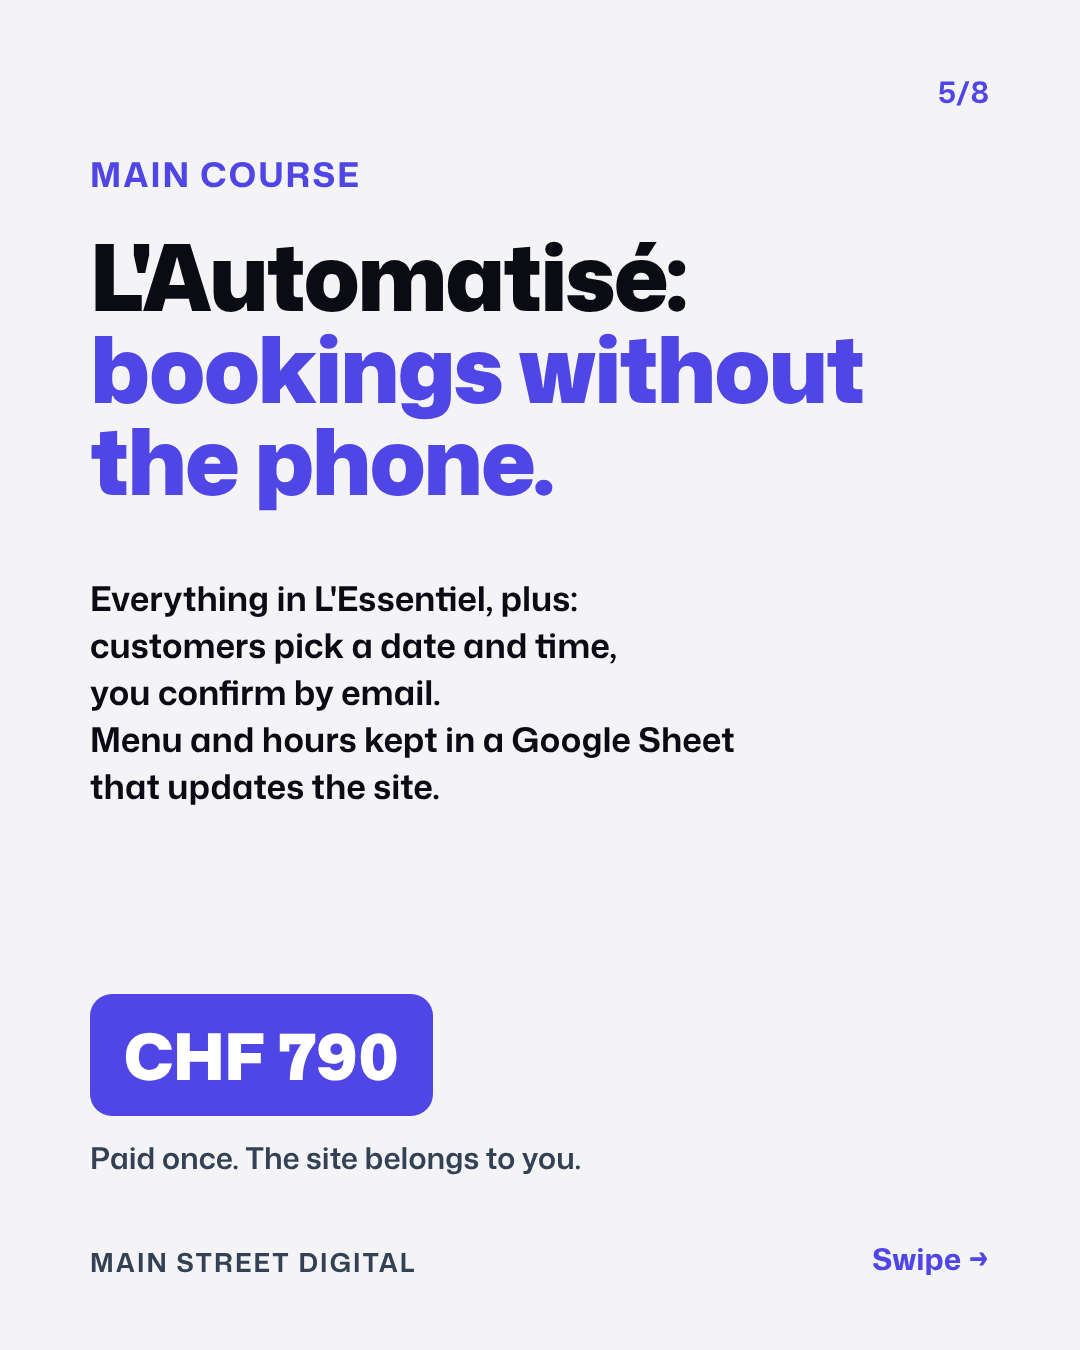 5/8
MAIN COURSE
L'Automatisé:
bookings without
the phone.
Everything in L'Essentiel, plus:
customers pick a date and time,
you confirm by email.
Menu and hours kept in a Google Sheet
that updates the site.
CHF 790
Paid once. The site belongs to you.
MAIN STREET DIGITAL
Swipe →